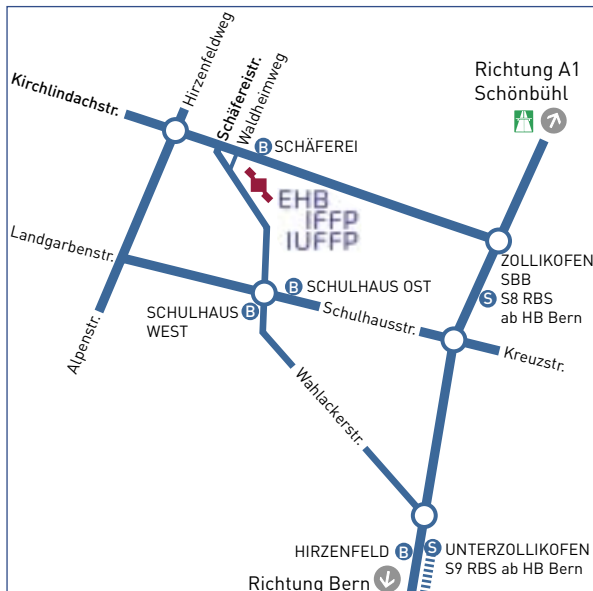 Kirchlindachstr.
Hirzenfeldweg
Schäfereistr.
Waldheimweg
Richtung A1
Schönbühl
B SCHÄFEREI
EHB
IFFP
IUFFP
Landgarbenstr.
ZOLLIKOFEN
SBB
S S8 RBS
ab HB Bern
B SCHULHAUS OST
SCHULHAUS B
WEST
Schulhausstr.
Kreuzstr.
Alpenstr.
Wahlackerstr.
HIRZENFELD B
S UNTERZOLLIKOFEN
S9 RBS ab HB Bern
Richtung Bern